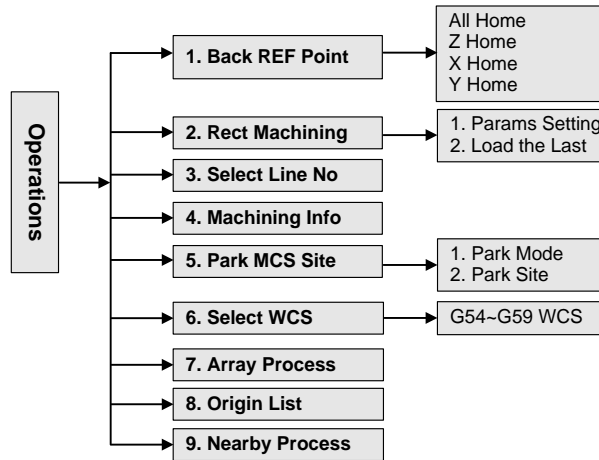 Operations
1. Back REF Point
All Home
Z Home
X Home
Y Home
2. Rect Machining
1. Params Setting
2. Load the Last
3. Select Line No
4. Machining Info
5. Park MCS Site
1. Park Mode
2. Park Site
6. Select WCS
G54~G59 WCS
7. Array Process
8. Origin List
9. Nearby Process